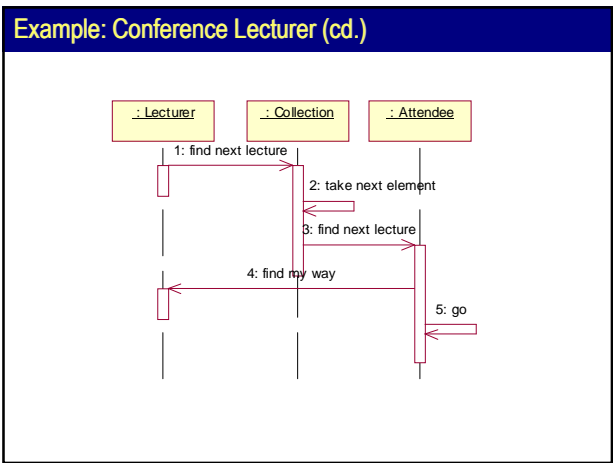 Example: Conference Lecturer (cd.)
: Lecturer
: Collection
: Attendee
1: find next lecture
2: take next element
3: find next lecture
4: find my way
5: go